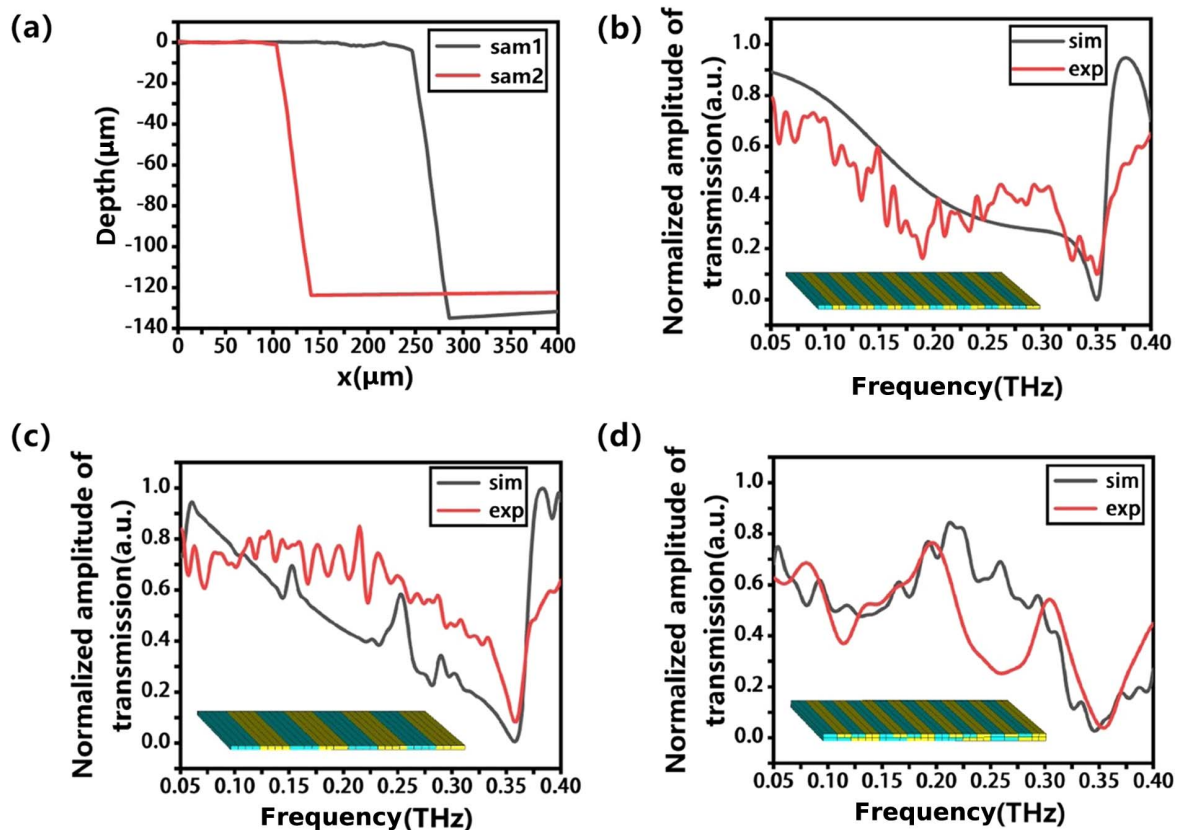 (a)
0
-20
-40
-60
-80
-100
-120
-140
Depth(μm)
sam1
sam2
0 50 100 150 200 250 300 350 400
x(μm)
(b)
Normalized amplitude of
transmission(a.u.)
1.0
0.8
0.6
0.4
0.2
0.0
sim
exp
0.05 0.10 0.15 0.20 0.25 0.30 0.35 0.40
Frequency(THz)
(c)
Normalized amplitude of
transmission(a.u.)
1.0
0.8
0.6
0.4
0.2
0.0
sim
exp
0.05 0.10 0.15 0.20 0.25 0.30 0.35 0.40
Frequency(THz)
(d)
Normalized amplitude of
transmission(a.u.)
1.0
0.8
0.6
0.4
0.2
0.0
sim
exp
0.05 0.10 0.15 0.20 0.25 0.30 0.35 0.40
Frequency(THz)